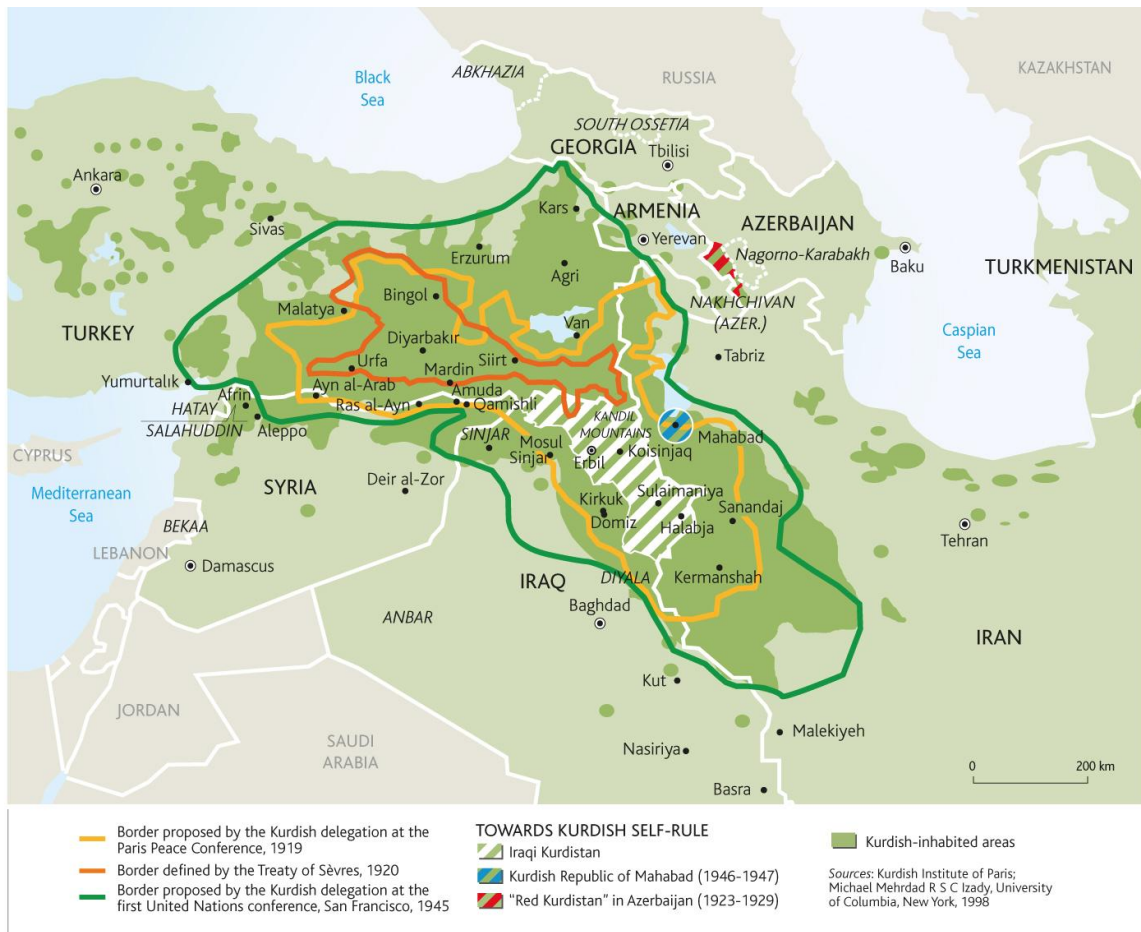 ABKHAZIA
RUSSIA
KAZAKHSTAN
Black
Sea
SOUTH OSSETIA
GEORGIA
Tbilisi
Ankara
Sivas
Kars
ARMENIA
AZERBAIJAN
Yerevan
Nagorno-Karabakh
Baku
TURKMENISTAN
Erzurum
Agri
Bingol
NAKHCHIVAN
(AZER.)
Malatya
TURKEY
Van
Caspian
Sea
Diyarbakır
Tabriz
Urfa
Siirt
Mardin
Yumurtalık
Ayn al-Arab
Amuda
Afrin
Ras al-Ayn
Qamishli
HATAY
SALAHUDDIN
Aleppo
KANDIL
MOUNTAINS
Mahabad
SINJAR
Mosul
Sinjar
Erbil
Koisinjaq
CYPRUS
Deir al-Zor
SYRIA
Mediterranean
Sea
Kirkuk
Domiz
Sulaimaniya
Halabja
Sanandaj
BEKAA
Tehran
LEBANON
Damascus
IRAQ
DIYALA
Kermanshah
Baghdad
ANBAR
IRAN
Kut
JORDAN
SAUDI
ARABIA
Malekiyeh
Nasiriya
Basra
0 200 km
Border proposed by the Kurdish delegation at the
Paris Peace Conference, 1919
Border defined by the Treaty of Sèvres, 1920
Border proposed by the Kurdish delegation at the
first United Nations conference, San Francisco, 1945
TOWARDS KURDISH SELF-RULE
Iraqi Kurdistan
Kurdish Republic of Mahabad (1946-1947)
“Red Kurdistan” in Azerbaijan (1923-1929)
Kurdish-inhabited areas
Sources: Kurdish Institute of Paris;
Michael Mehrdad R S C Izady, University
of Columbia, New York, 1998